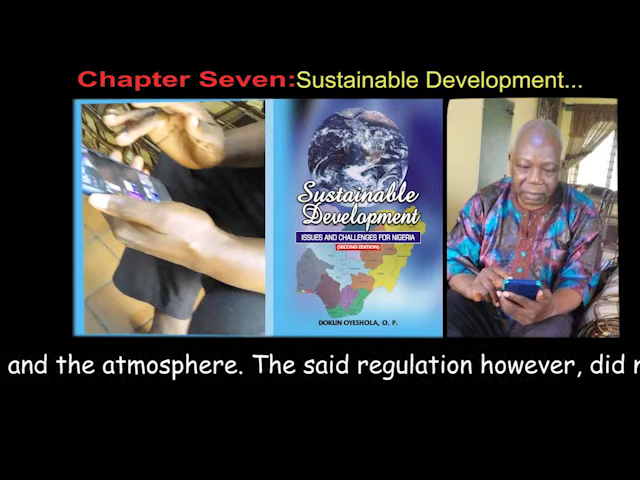 Chapter Seven:Sustainable Development...
Sustainable
Development
ISSUES AND CHALLENGES FOR NIGERIA
(SECOND EDITION)
DOKUN OYESHOLA, O. P.
and the atmosphere. The said regulation however, did